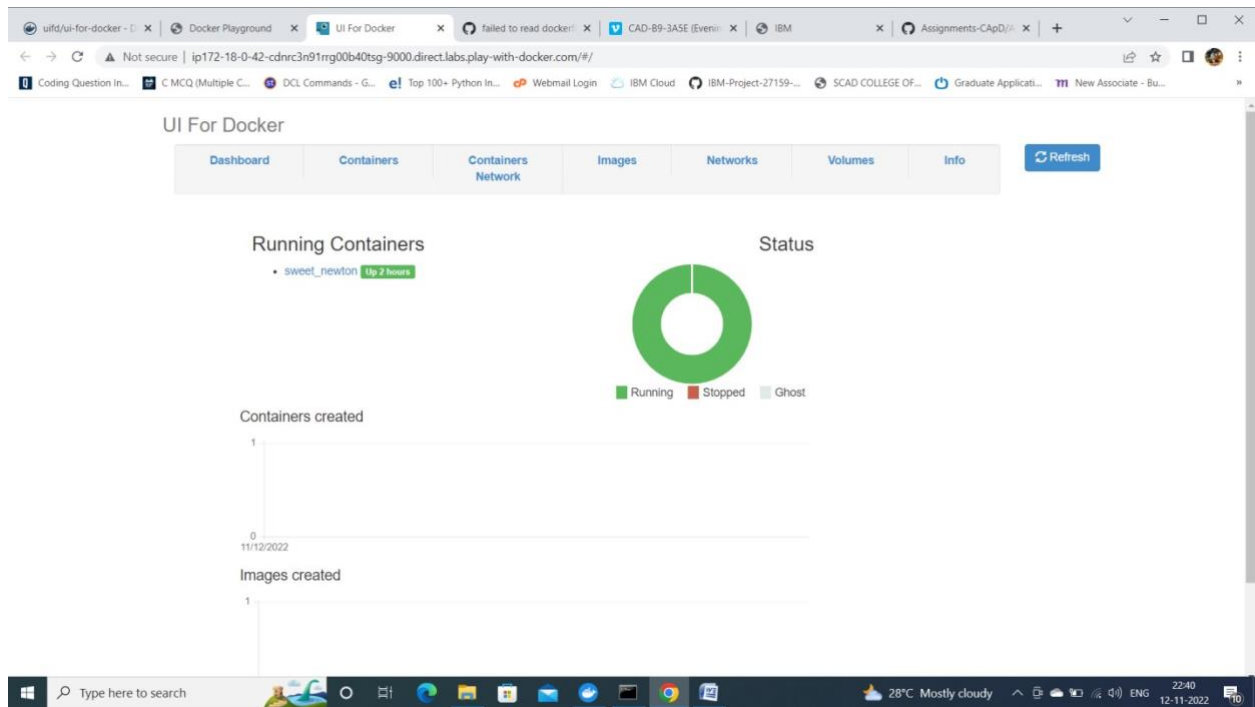 uifd/ui-for-docker - D
Docker Playground
UI For Docker
failed to read dockerf
CAD-B9-3A5E (Evenin
IBM
Assignments-CApD/A
Not secure | ip172-18-0-42-cdnrc3n91rrg00b40tsg-9000.direct.labs.play-with-docker.com/#/
Coding Question In...
C MCQ (Multiple C...
DCL Commands - G...
Top 100+ Python In...
Webmail Login
IBM Cloud
IBM-Project-27159-...
SCAD COLLEGE OF...
Graduate Applicati...
New Associate - Bu...
»
UI For Docker
Dashboard
Containers
Containers
Network
Images
Networks
Volumes
Info
Refresh
Running Containers
sweet_newton Up 2 hours
Status
Running Stopped Ghost
Containers created
1
0
11/12/2022
Images created
1
Type here to search
28°C Mostly cloudy
ENG
22:40
12-11-2022